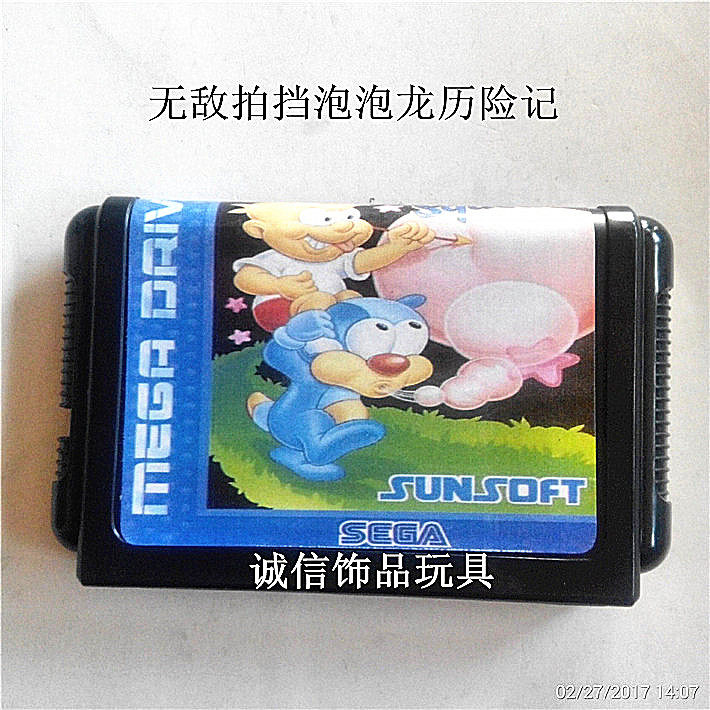 无敌拍挡泡泡龙历险记
MEGA DRIV
SUNSOFT
SEGA
诚信饰品玩具
02/27/2017 14:07